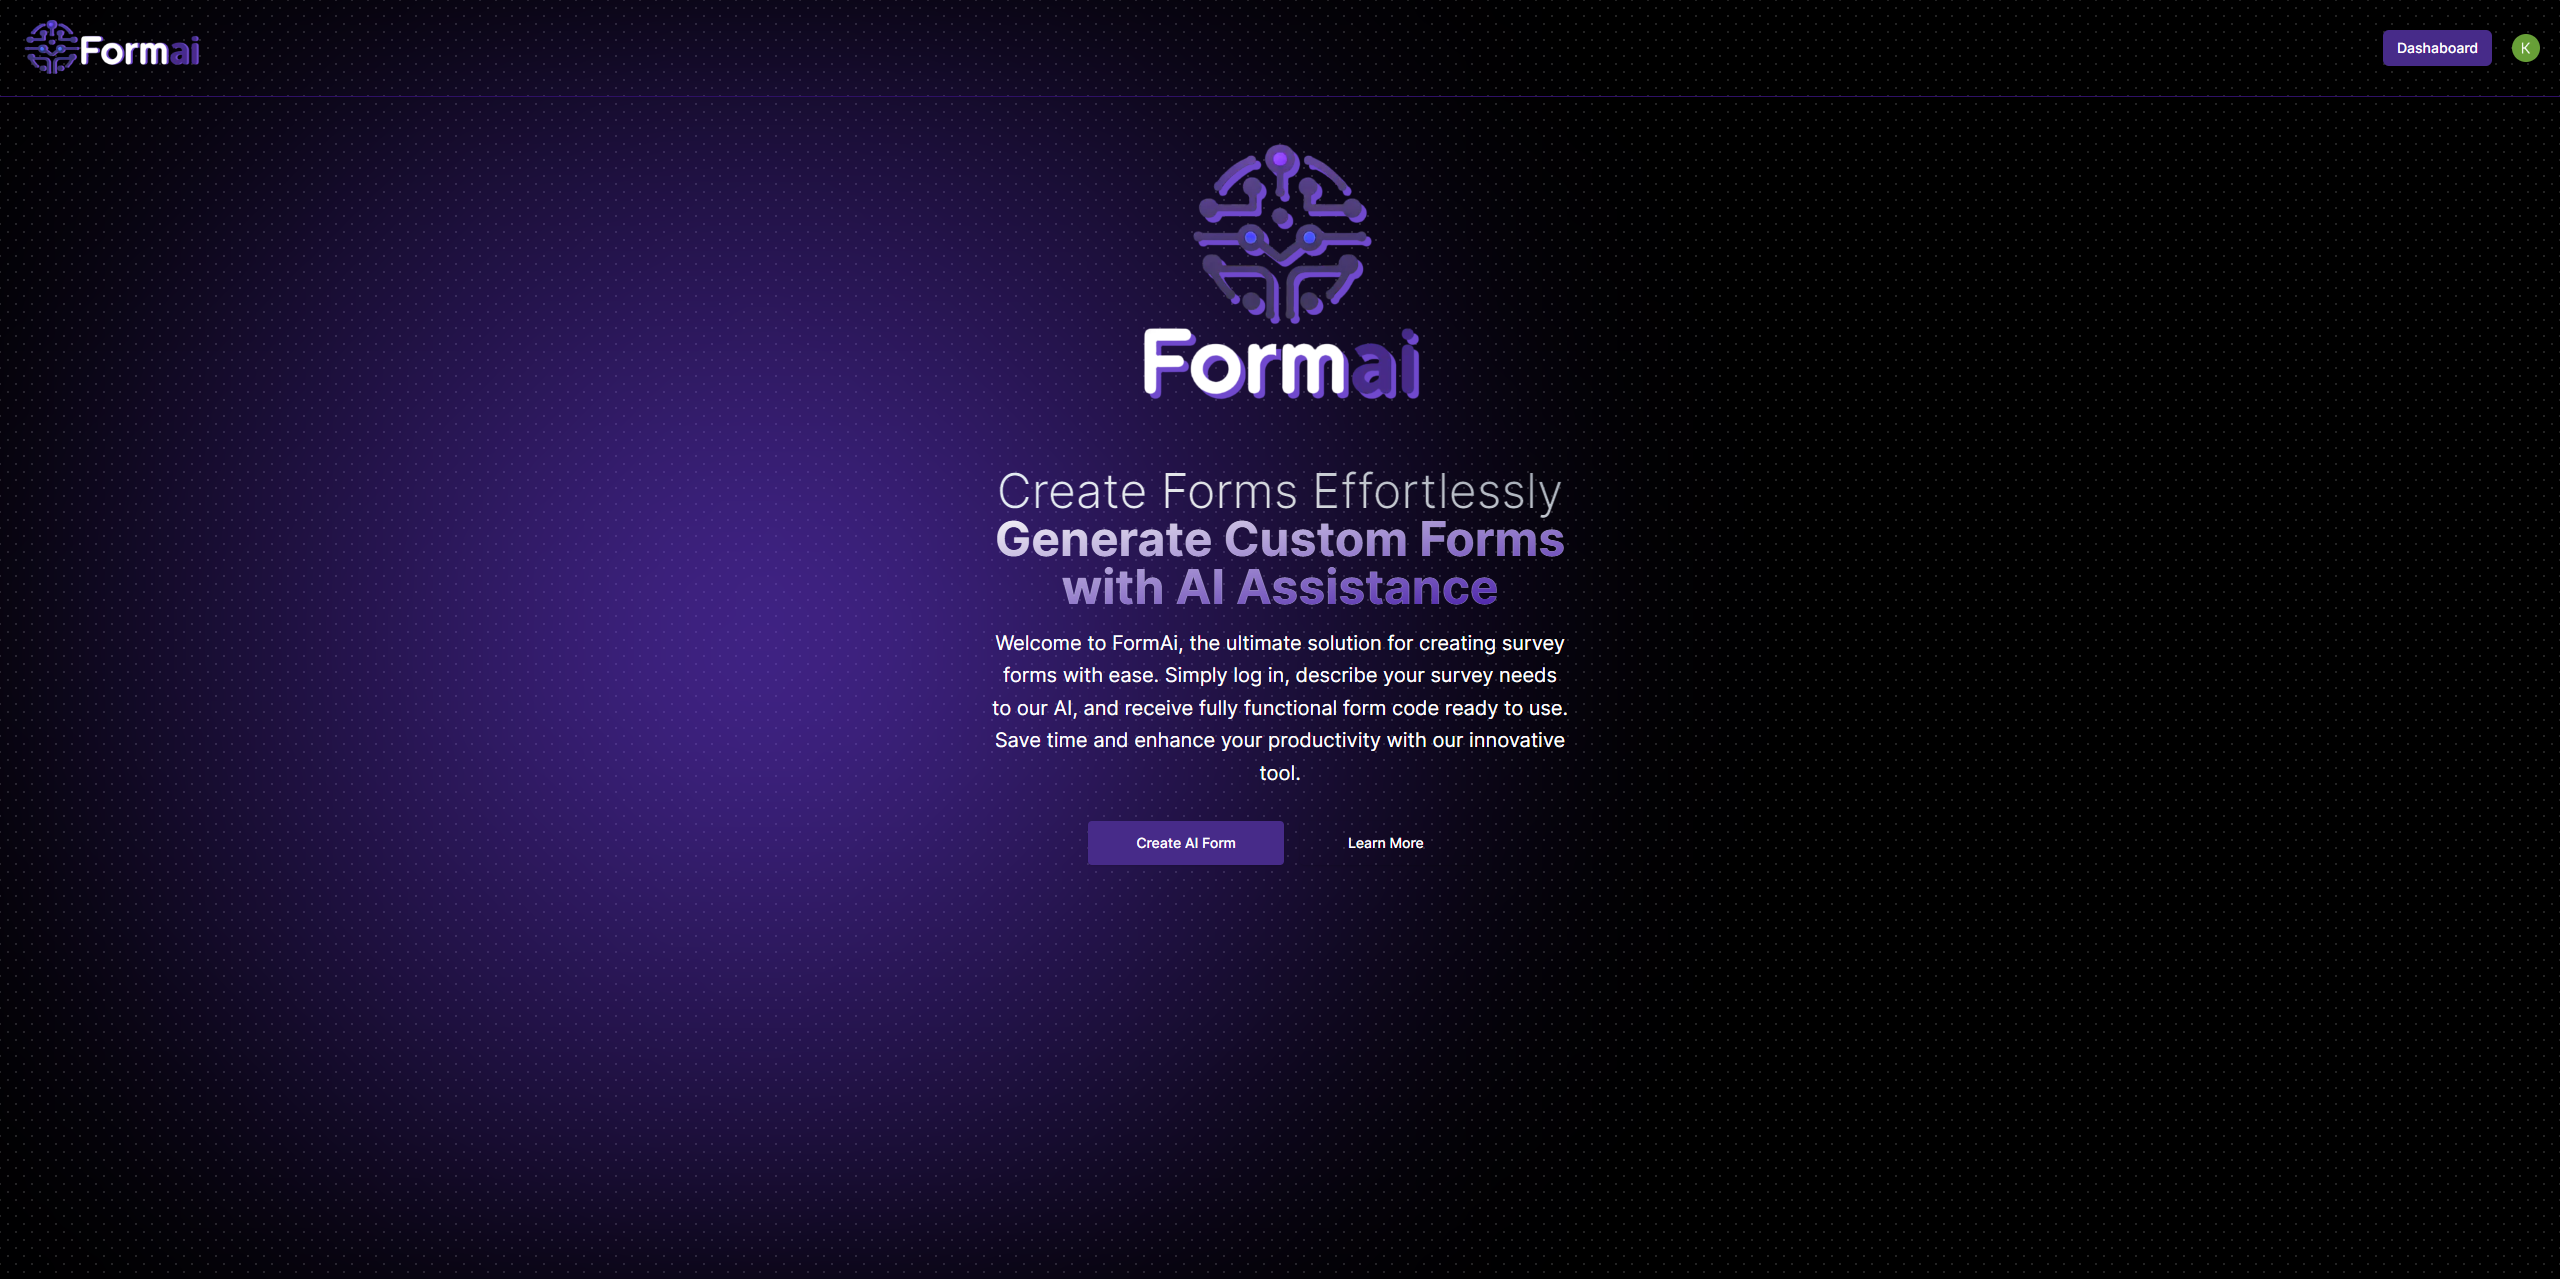 Formai
Dashaboard
K
Formai
Create Forms Effortlessly
Generate Custom Forms
with AI Assistance
Welcome to FormAi, the ultimate solution for creating survey
forms with ease. Simply log in, describe your survey needs
to our AI, and receive fully functional form code ready to use.
Save time and enhance your productivity with our innovative
tool.
Create AI Form
Learn More